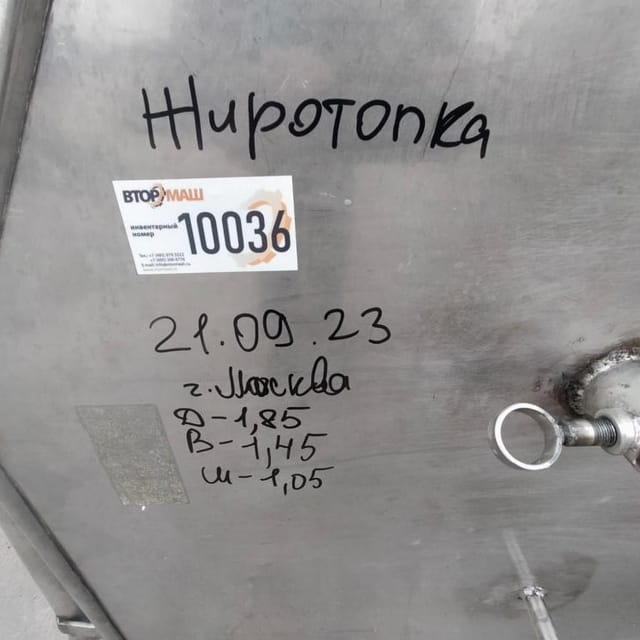 Жиротопка
ВТОРМАШ
инвентарный
номер
10036
21.09.23
г. Москва
Д-1,85
В-1,45
Ш-1,05